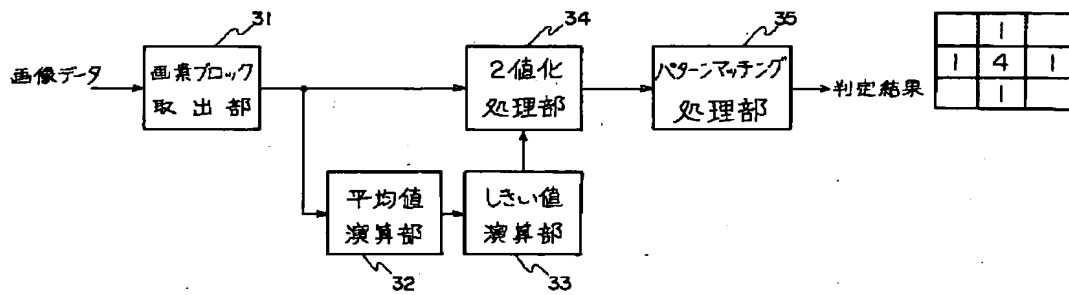 31
34
35
画像データ
画素ブロック
取出部
2値化
処理部
パターンマッチング
処理部
判定結果
1
1 4 1
1
平均値
演算部
しきい値
演算部
32
33